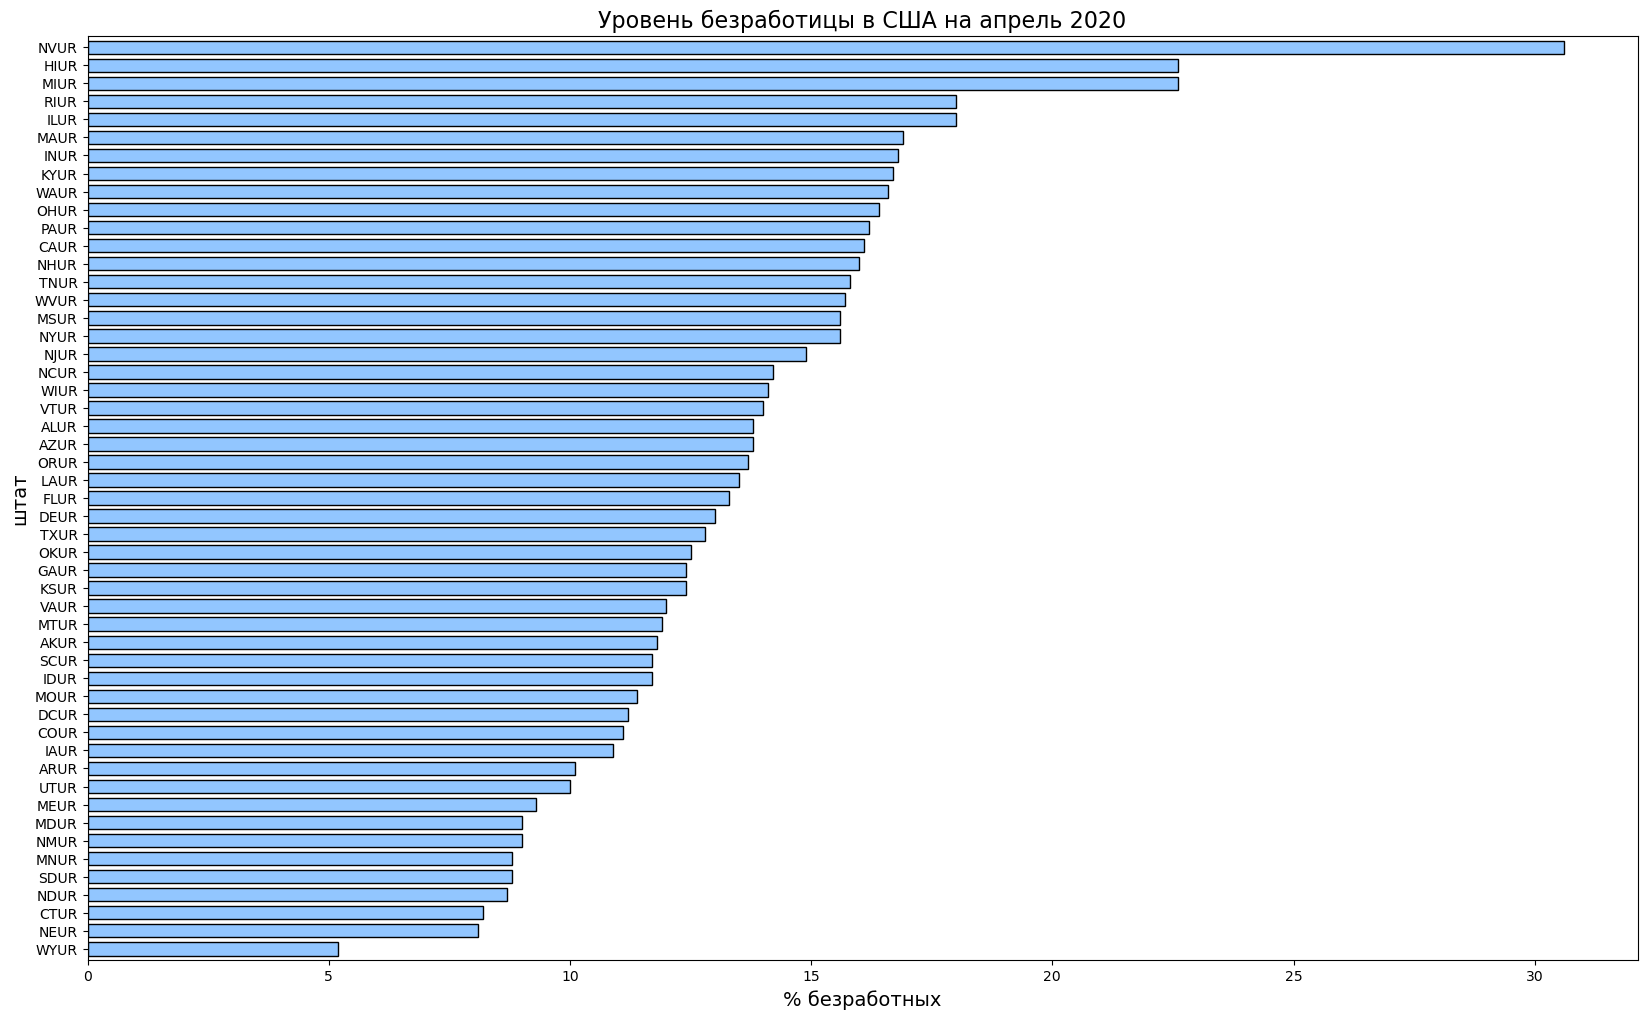 Уровень безработицы в США на апрель 2020
NVUR
HIUR
MIUR
RIUR
ILUR
MAUR
INUR
KYUR
WAUR
OHUR
PAUR
CAUR
NHUR
TNUR
WVUR
MSUR
NYUR
NJUR
NCUR
WIUR
VTUR
ALUR
AZUR
ORUR
LAUR
FLUR
DEUR
TXUR
OKUR
GAUR
KSUR
VAUR
MTUR
AKUR
SCUR
IDUR
MOUR
DCUR
COUR
IAUR
ARUR
UTUR
MEUR
MDUR
NMUR
MNUR
SDUR
NDUR
CTUR
NEUR
WYUR
штат
0 5 10 15 20 25 30
% безработных